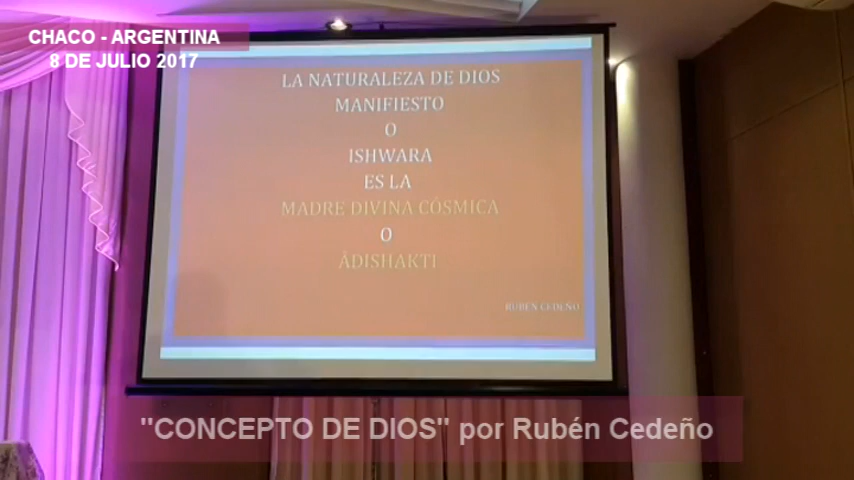 CHACO - ARGENTINA
8 DE JULIO 2017
LA NATURALEZA DE DIOS
MANIFIESTO
O
ISHWARA
ES LA
MADRE DIVINA CÓSMICA
O
ÂDISHAKTI
RUBÉN CEDEÑO
"CONCEPTO DE DIOS" por Rubén Cedeño